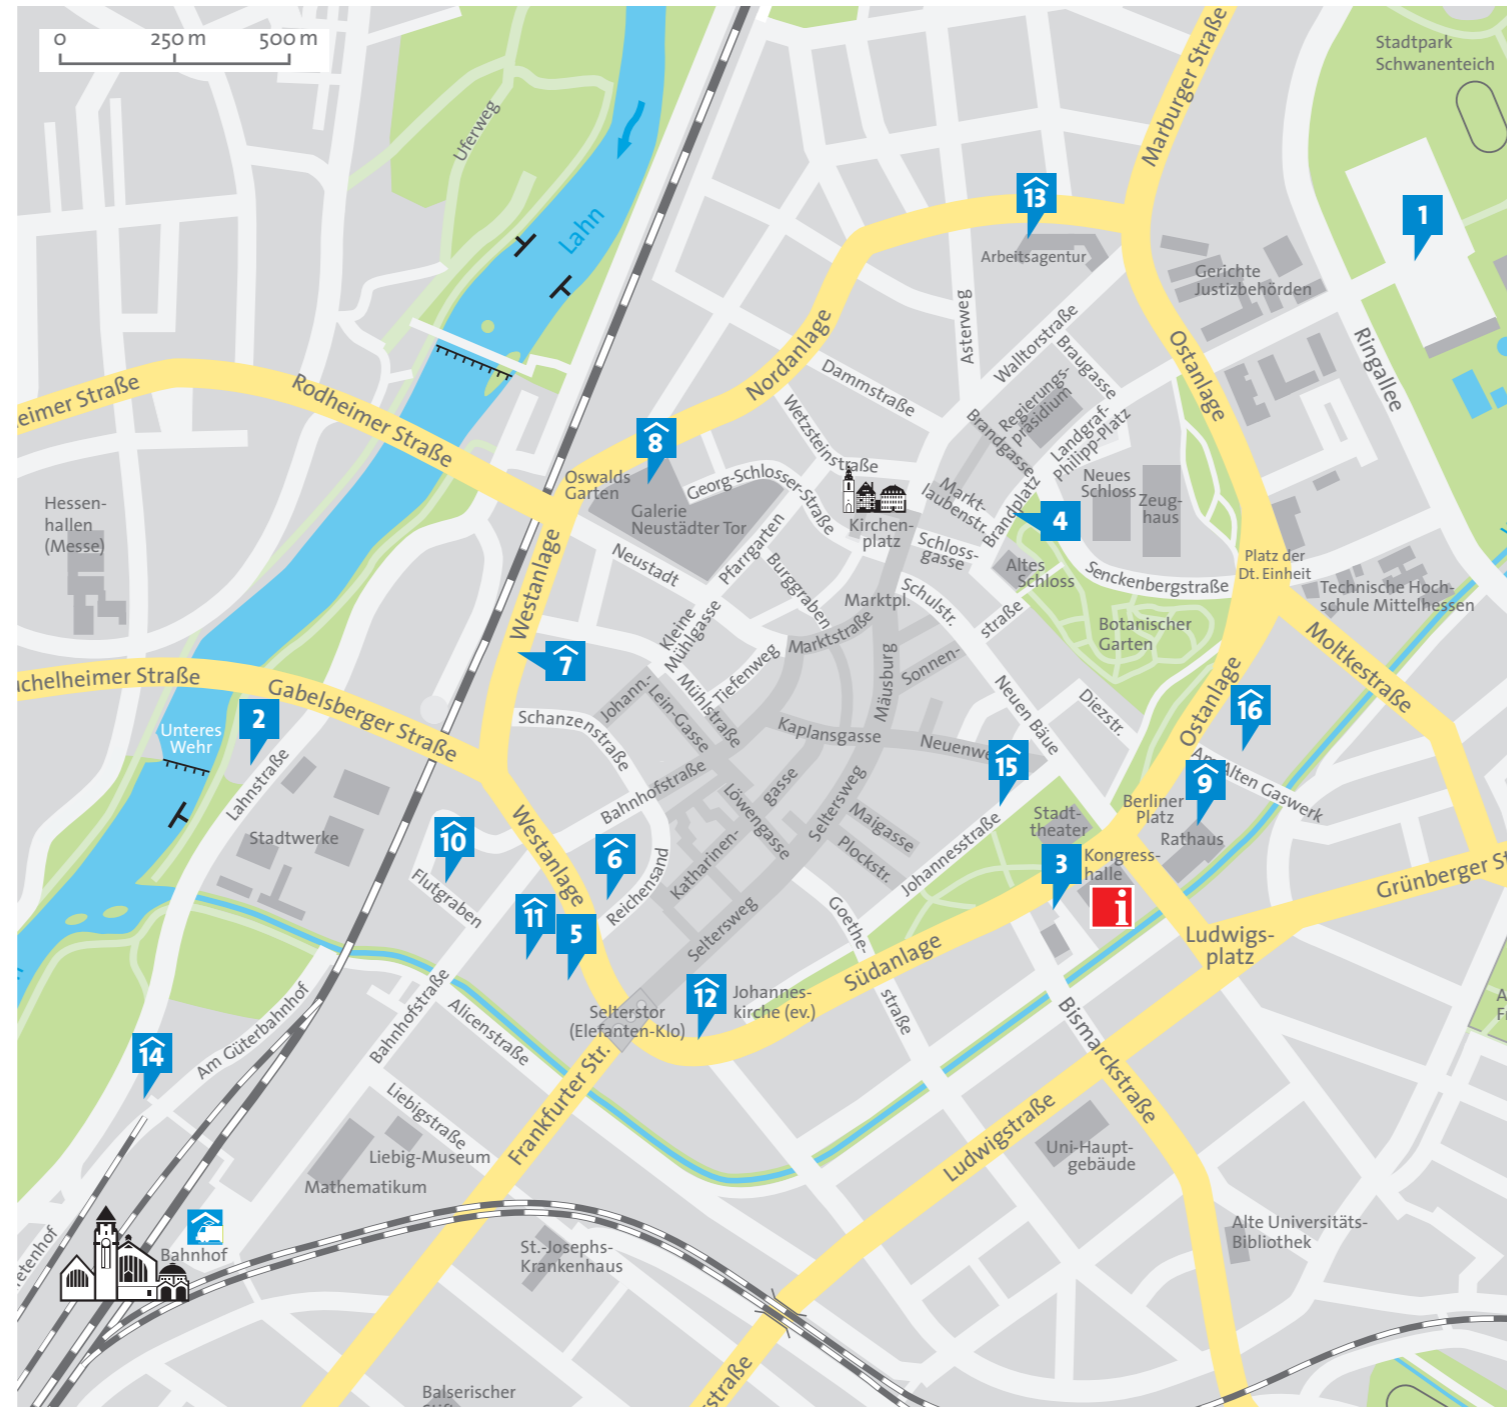 0 250 m 500 m
Stadtpark
Schwanenteich
Marburger Straße
Uferweg
Lahn
13
1
Arbeitsagentur
Gerichte
Justizbehörden
Asterweg
Walltorstraße
Braugasse
Ostanlage
Ringallee
Nordanlage
Dammstraße
Regierungs-
präsidium
Landgraf-
Philipp-Platz
Brandgasse
Rodheimer Straße
eimer Straße
8
Wetzsteinstraße
Oswalds
Garten
Georg-Schlosser-Straße
Galerie
Neustädter Tor
Markt-
laubenstr.
Brandplatz
Neues
Schloss
Zeug-
haus
4
Hessen-
hallen
(Messe)
Kirchen-
platz
Schloss-
gasse
Altes
Schloss
Senckenbergstraße
Platz der
Dt. Einheit
Technische Hoch-
schule Mittelhessen
Westanlage
Neustadt
Pfarrgarten
Burggraben
Marktpl.
Schulstr.
Sonnen-
straße
Botanischer
Garten
Moltkestraße
Kleine
Mühlgasse
Marktstraße
Mäusburg
7
Tiefenweg
Mühlstraße
Johann-
Lein-Gasse
Schanzenstraße
Kaplansgasse
Neuenwe
Neuen Bäue
Diezstr.
Ostanlage
16
chelheimer Straße
Gabelsberger Straße
Unteres
Wehr
2
Lahnstraße
Am Alten Gaswerk
15
9
Bahnhofstraße
Löwengasse
Katharinen-
gasse
Seltersweg
Maigasse
Plockstr.
Johannesstraße
Stadt-
theater
Berliner
Platz
Rathaus
Stadtwerke
10
Flutgraben
Westanlage
6
Reichensand
3
Kongress-
halle
i
Grünberger St
11
5
Seltersweg
Goethe-
straße
Südanlage
Ludwigs-
platz
12
Johannes-
kirche (ev.)
Selterstor
(Elefanten-Klo)
Bahnhofstraße
Alicenstraße
Am Güterbahnhof
14
Bismarckstraße
Frankfurter Str.
Liebigstraße
Liebig-Museum
Mathematikum
Ludwigstraße
Uni-Haupt-
gebäude
Alte Universitäts-
Bibliothek
Bahnhof
etenhof
St.-Josephs-
Krankenhaus
Balserischer
straße